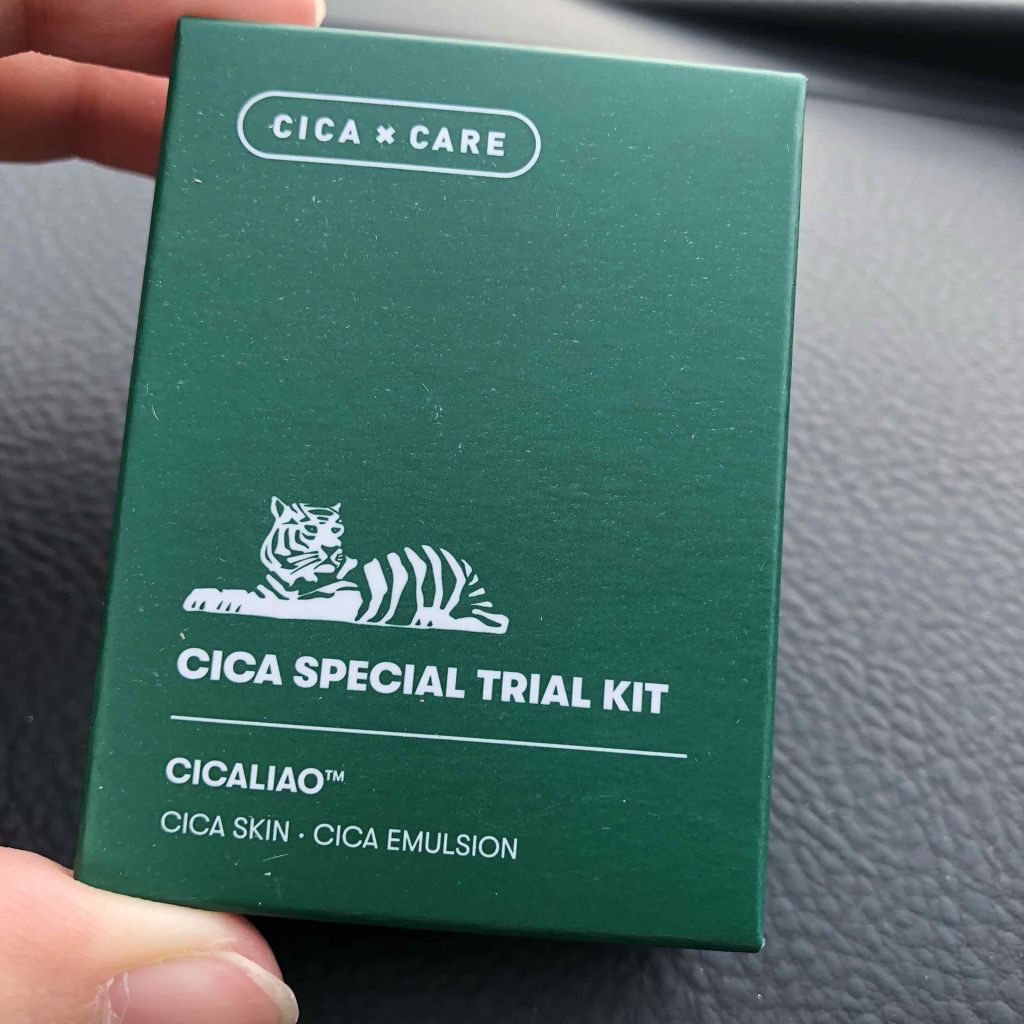 CICA × CARE
CICA SPECIAL TRIAL KIT
CICALIAO™
CICA SKIN · CICA EMULSION